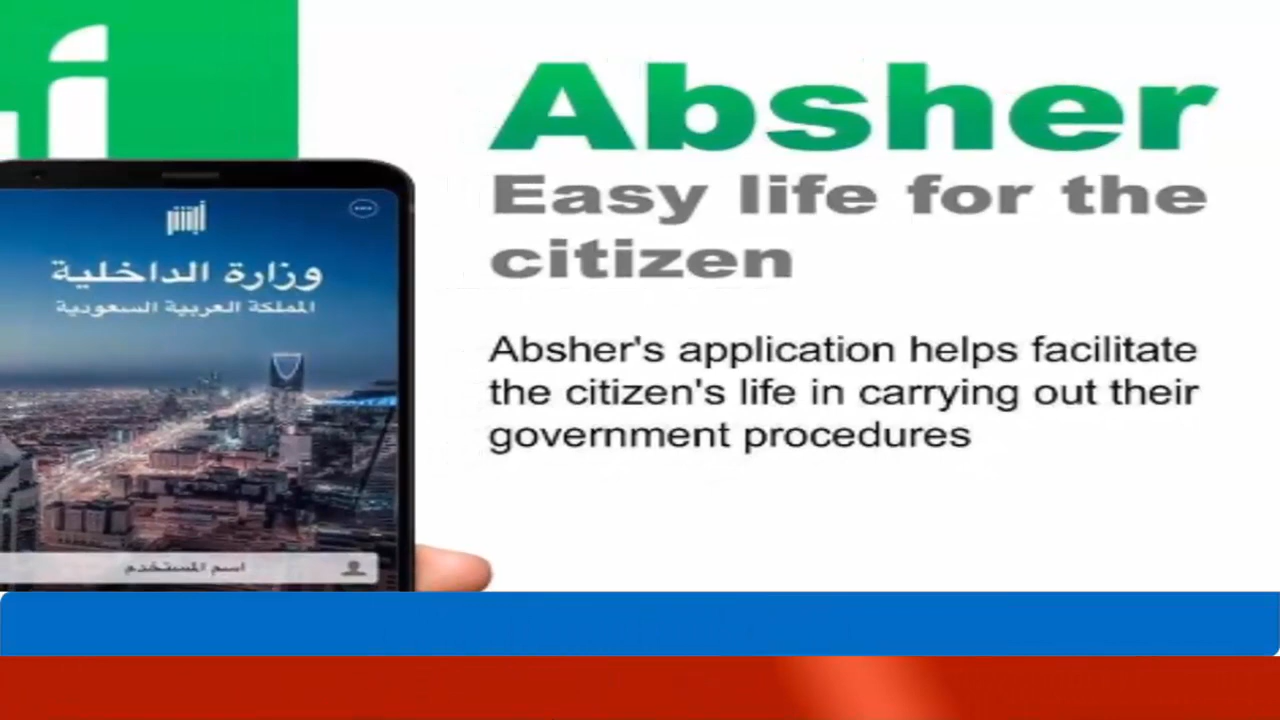 Absher
Easy life for the
citizen
Absher's application helps facilitate
the citizen's life in carrying out their
government procedures
أبشر
وزارة الداخلية
المملكة العربية السعودية
اسم المستخدم